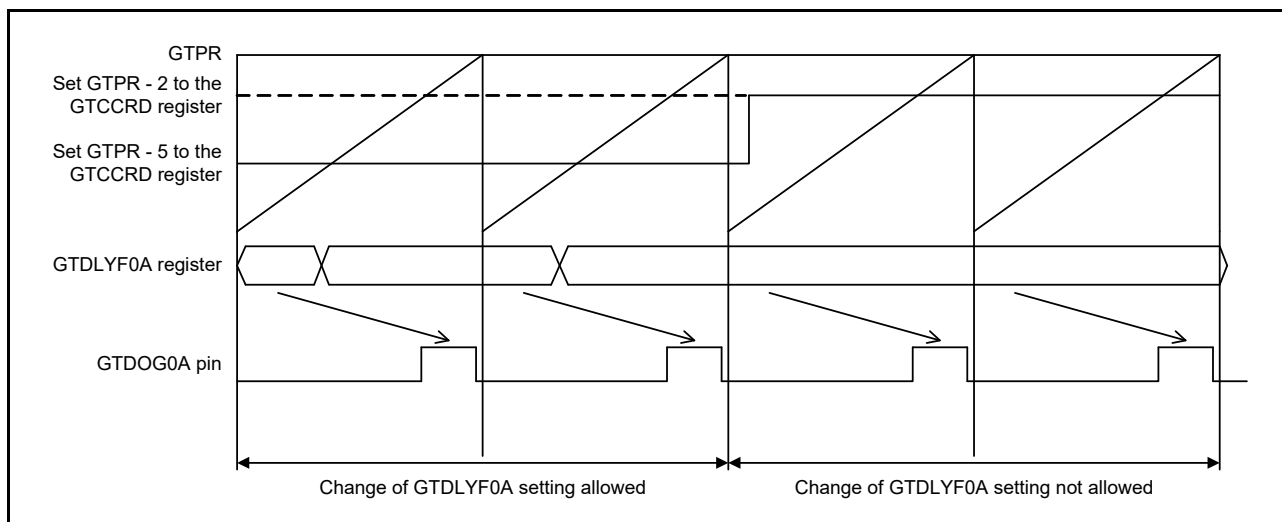 GTPR
Set GTPR - 2 to the
GTCCRD register
Set GTPR - 5 to the
GTCCRD register
GTDLYF0A register
GTDOG0A pin
Change of GTDLYF0A setting allowed
Change of GTDLYF0A setting not allowed